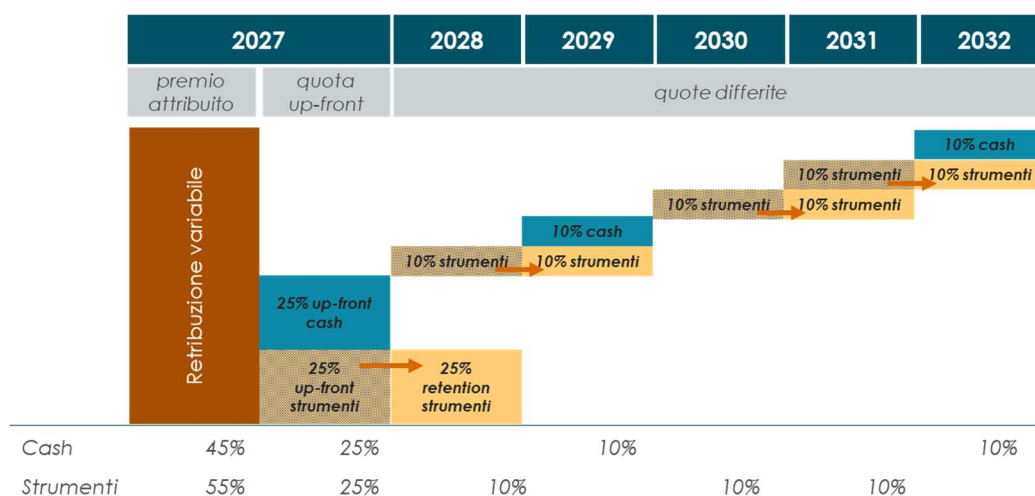 2027 2028 2029 2030 2031 2032
premio attribuito
quota up-front
quote differite
Retribuzione variabile
10% cash
10% strumenti
10% strumenti
10% strumenti
10% strumenti
10% cash
10% strumenti
10% strumenti
25% up-front
cash
25%
up-front
strumenti
25%
retention
strumenti
Cash 45% 25% 10% 10%
Strumenti 55% 25% 10% 10% 10%